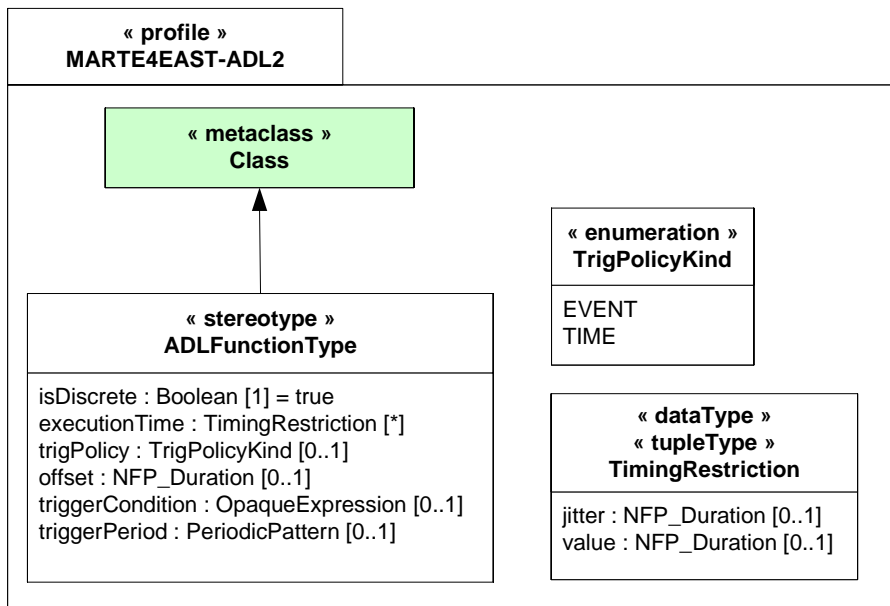 « profile »
MARTE4EAST-ADL2
« metaclass »
Class
« stereotype »
ADLFunctionType
isDiscrete : Boolean [1] = true
executionTime : TimingRestriction [*]
trigPolicy : TrigPolicyKind [0..1]
offset : NFP_Duration [0..1]
triggerCondition : OpaqueExpression [0..1]
triggerPeriod : PeriodicPattern [0..1]
« enumeration »
TrigPolicyKind
EVENT
TIME
« dataType »
« tupleType »
TimingRestriction
jitter : NFP_Duration [0..1]
value : NFP_Duration [0..1]